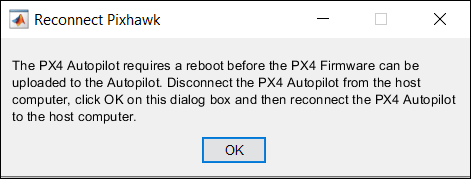 Reconnect Pixhawk
The PX4 Autopilot requires a reboot before the PX4 Firmware can be
uploaded to the Autopilot. Disconnect the PX4 Autopilot from the host
computer, click OK on this dialog box and then reconnect the PX4 Autopilot
to the host computer.
OK